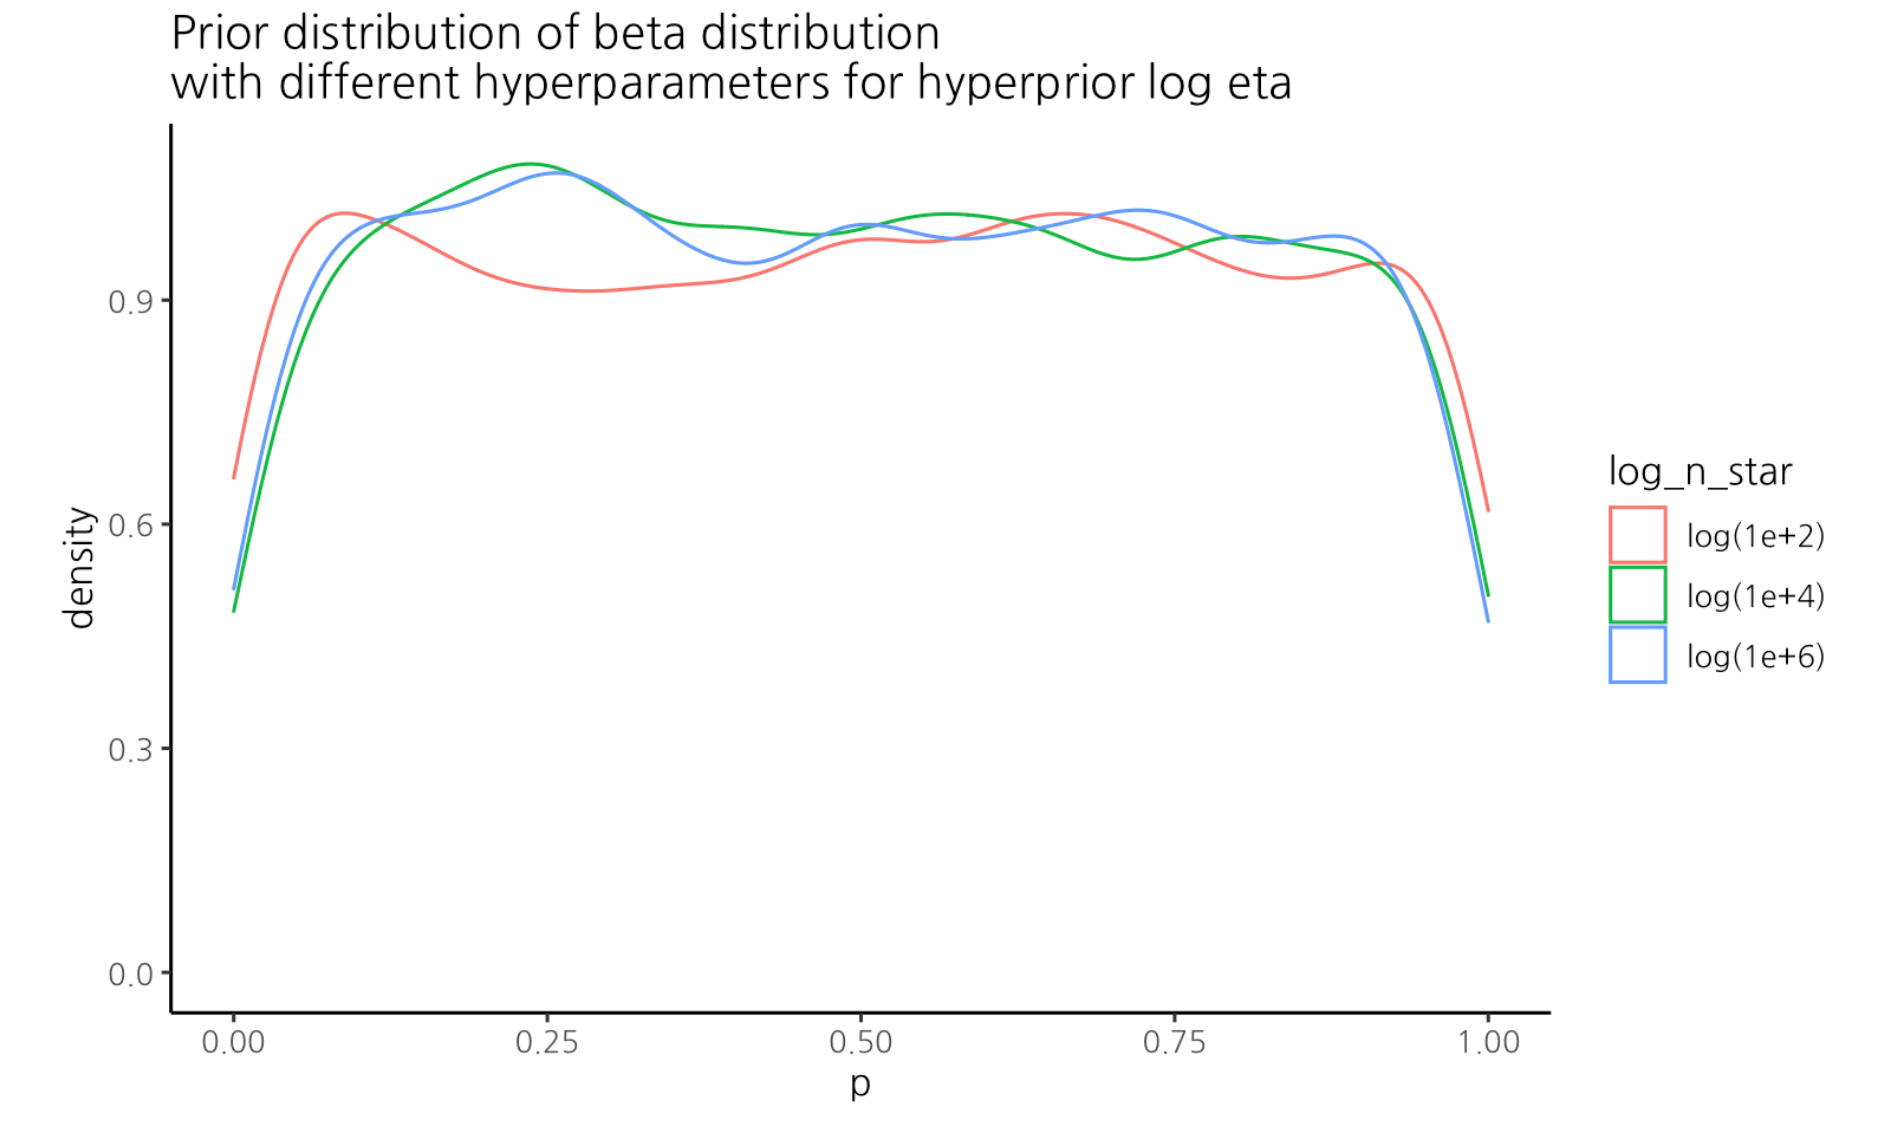 Prior distribution of beta distribution
with different hyperparameters for hyperprior log eta
density
0.9
0.6
0.3
0.0
0.00 0.25 0.50 0.75 1.00
p
log_n_star
log(1e+2)
log(1e+4)
log(1e+6)